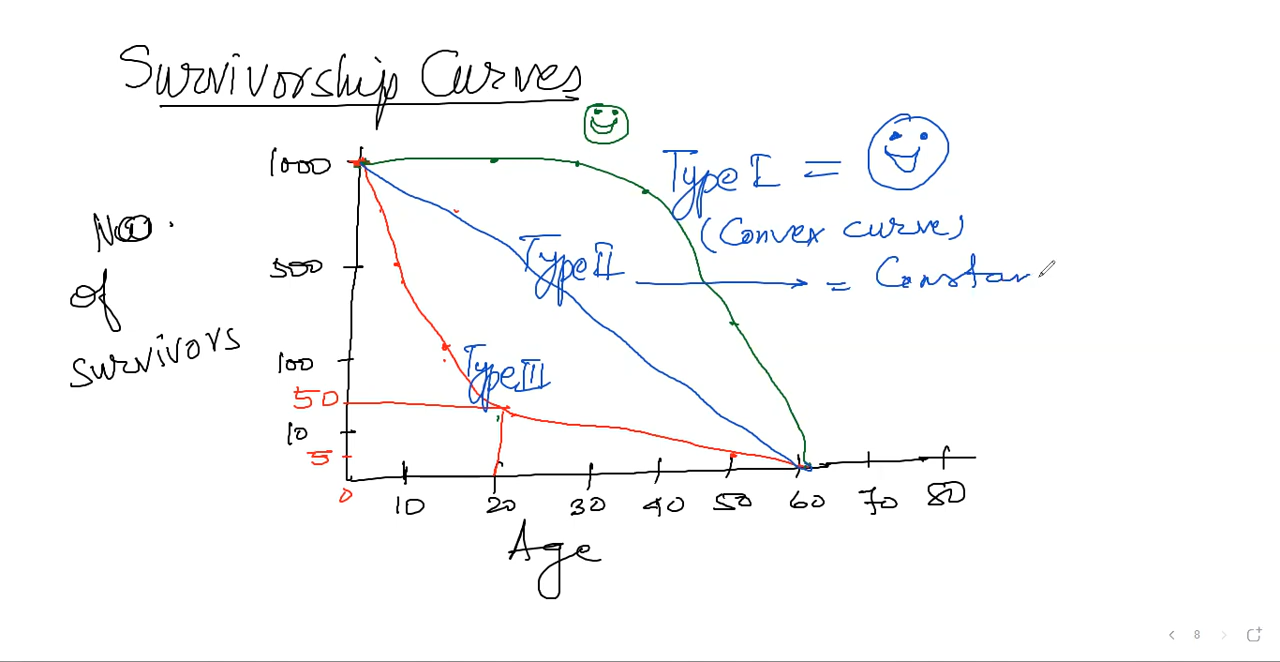 Survivorship Curves
1000
500
100
50
10
5
0
No.
of
survivors
Type I =
(Convex curve)
Type II = Constan
Type III
10 20 30 40 50 60 70 80
Age
8